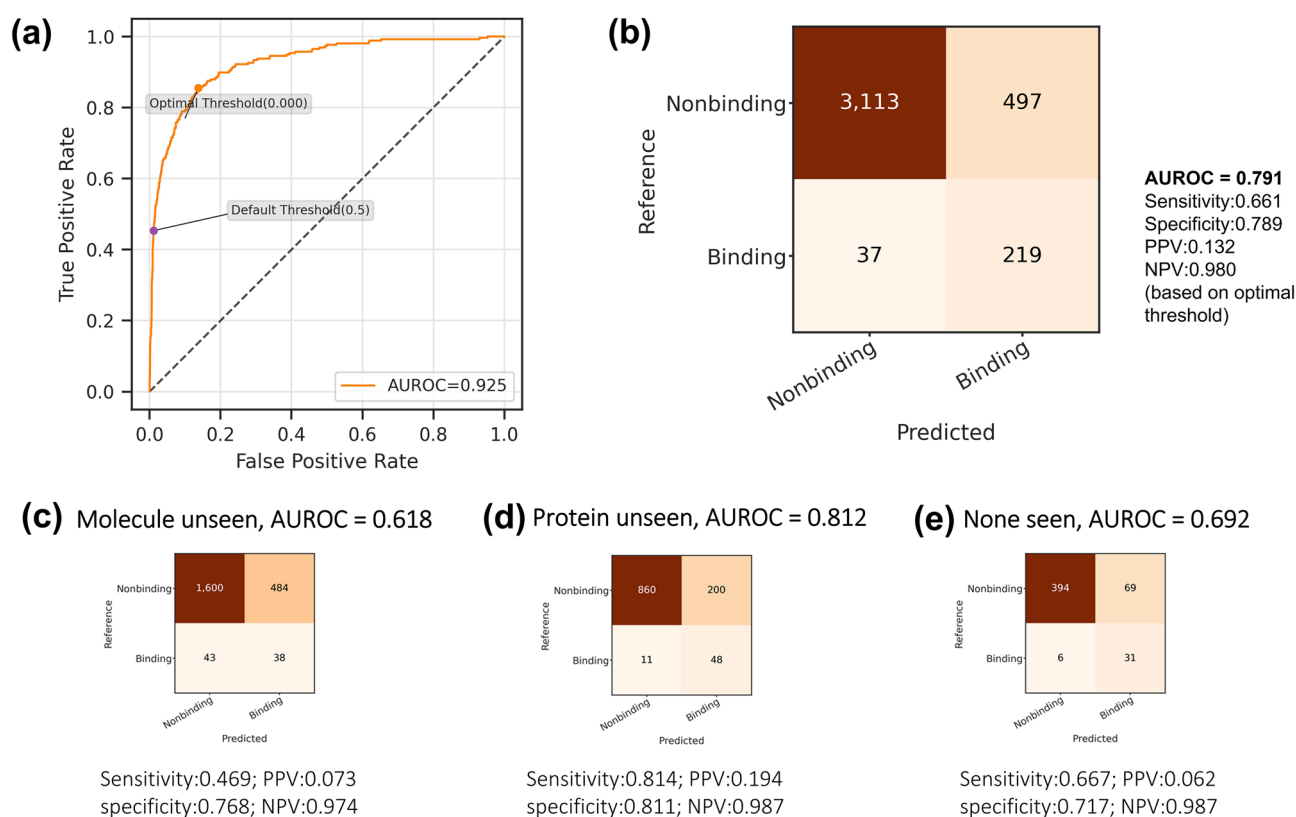 (a)
1.0
0.8
0.6
0.4
0.2
0.0
True Positive Rate
Optimal Threshold(0.000)
Default Threshold(0.5)
AUROC=0.925
0.0 0.2 0.4 0.6 0.8 1.0
False Positive Rate
(b)
Reference
Nonbinding 3,113 497
Binding 37 219
Nonbinding Binding
Predicted
AUROC = 0.791
Sensitivity:0.661
Specificity:0.789
PPV:0.132
NPV:0.980
(based on optimal
threshold)
(c) Molecule unseen, AUROC = 0.618
Reference
Nonbinding 1,600 484
Binding 43 38
Nonbinding Binding
Predicted
Sensitivity:0.469; PPV:0.073
specificity:0.768; NPV:0.974
(d) Protein unseen, AUROC = 0.812
Reference
Nonbinding 860 200
Binding 11 48
Nonbinding Binding
Predicted
Sensitivity:0.814; PPV:0.194
specificity:0.811; NPV:0.987
(e) None seen, AUROC = 0.692
Reference
Nonbinding 394 69
Binding 6 31
Nonbinding Binding
Predicted
Sensitivity:0.667; PPV:0.062
specificity:0.717; NPV:0.987